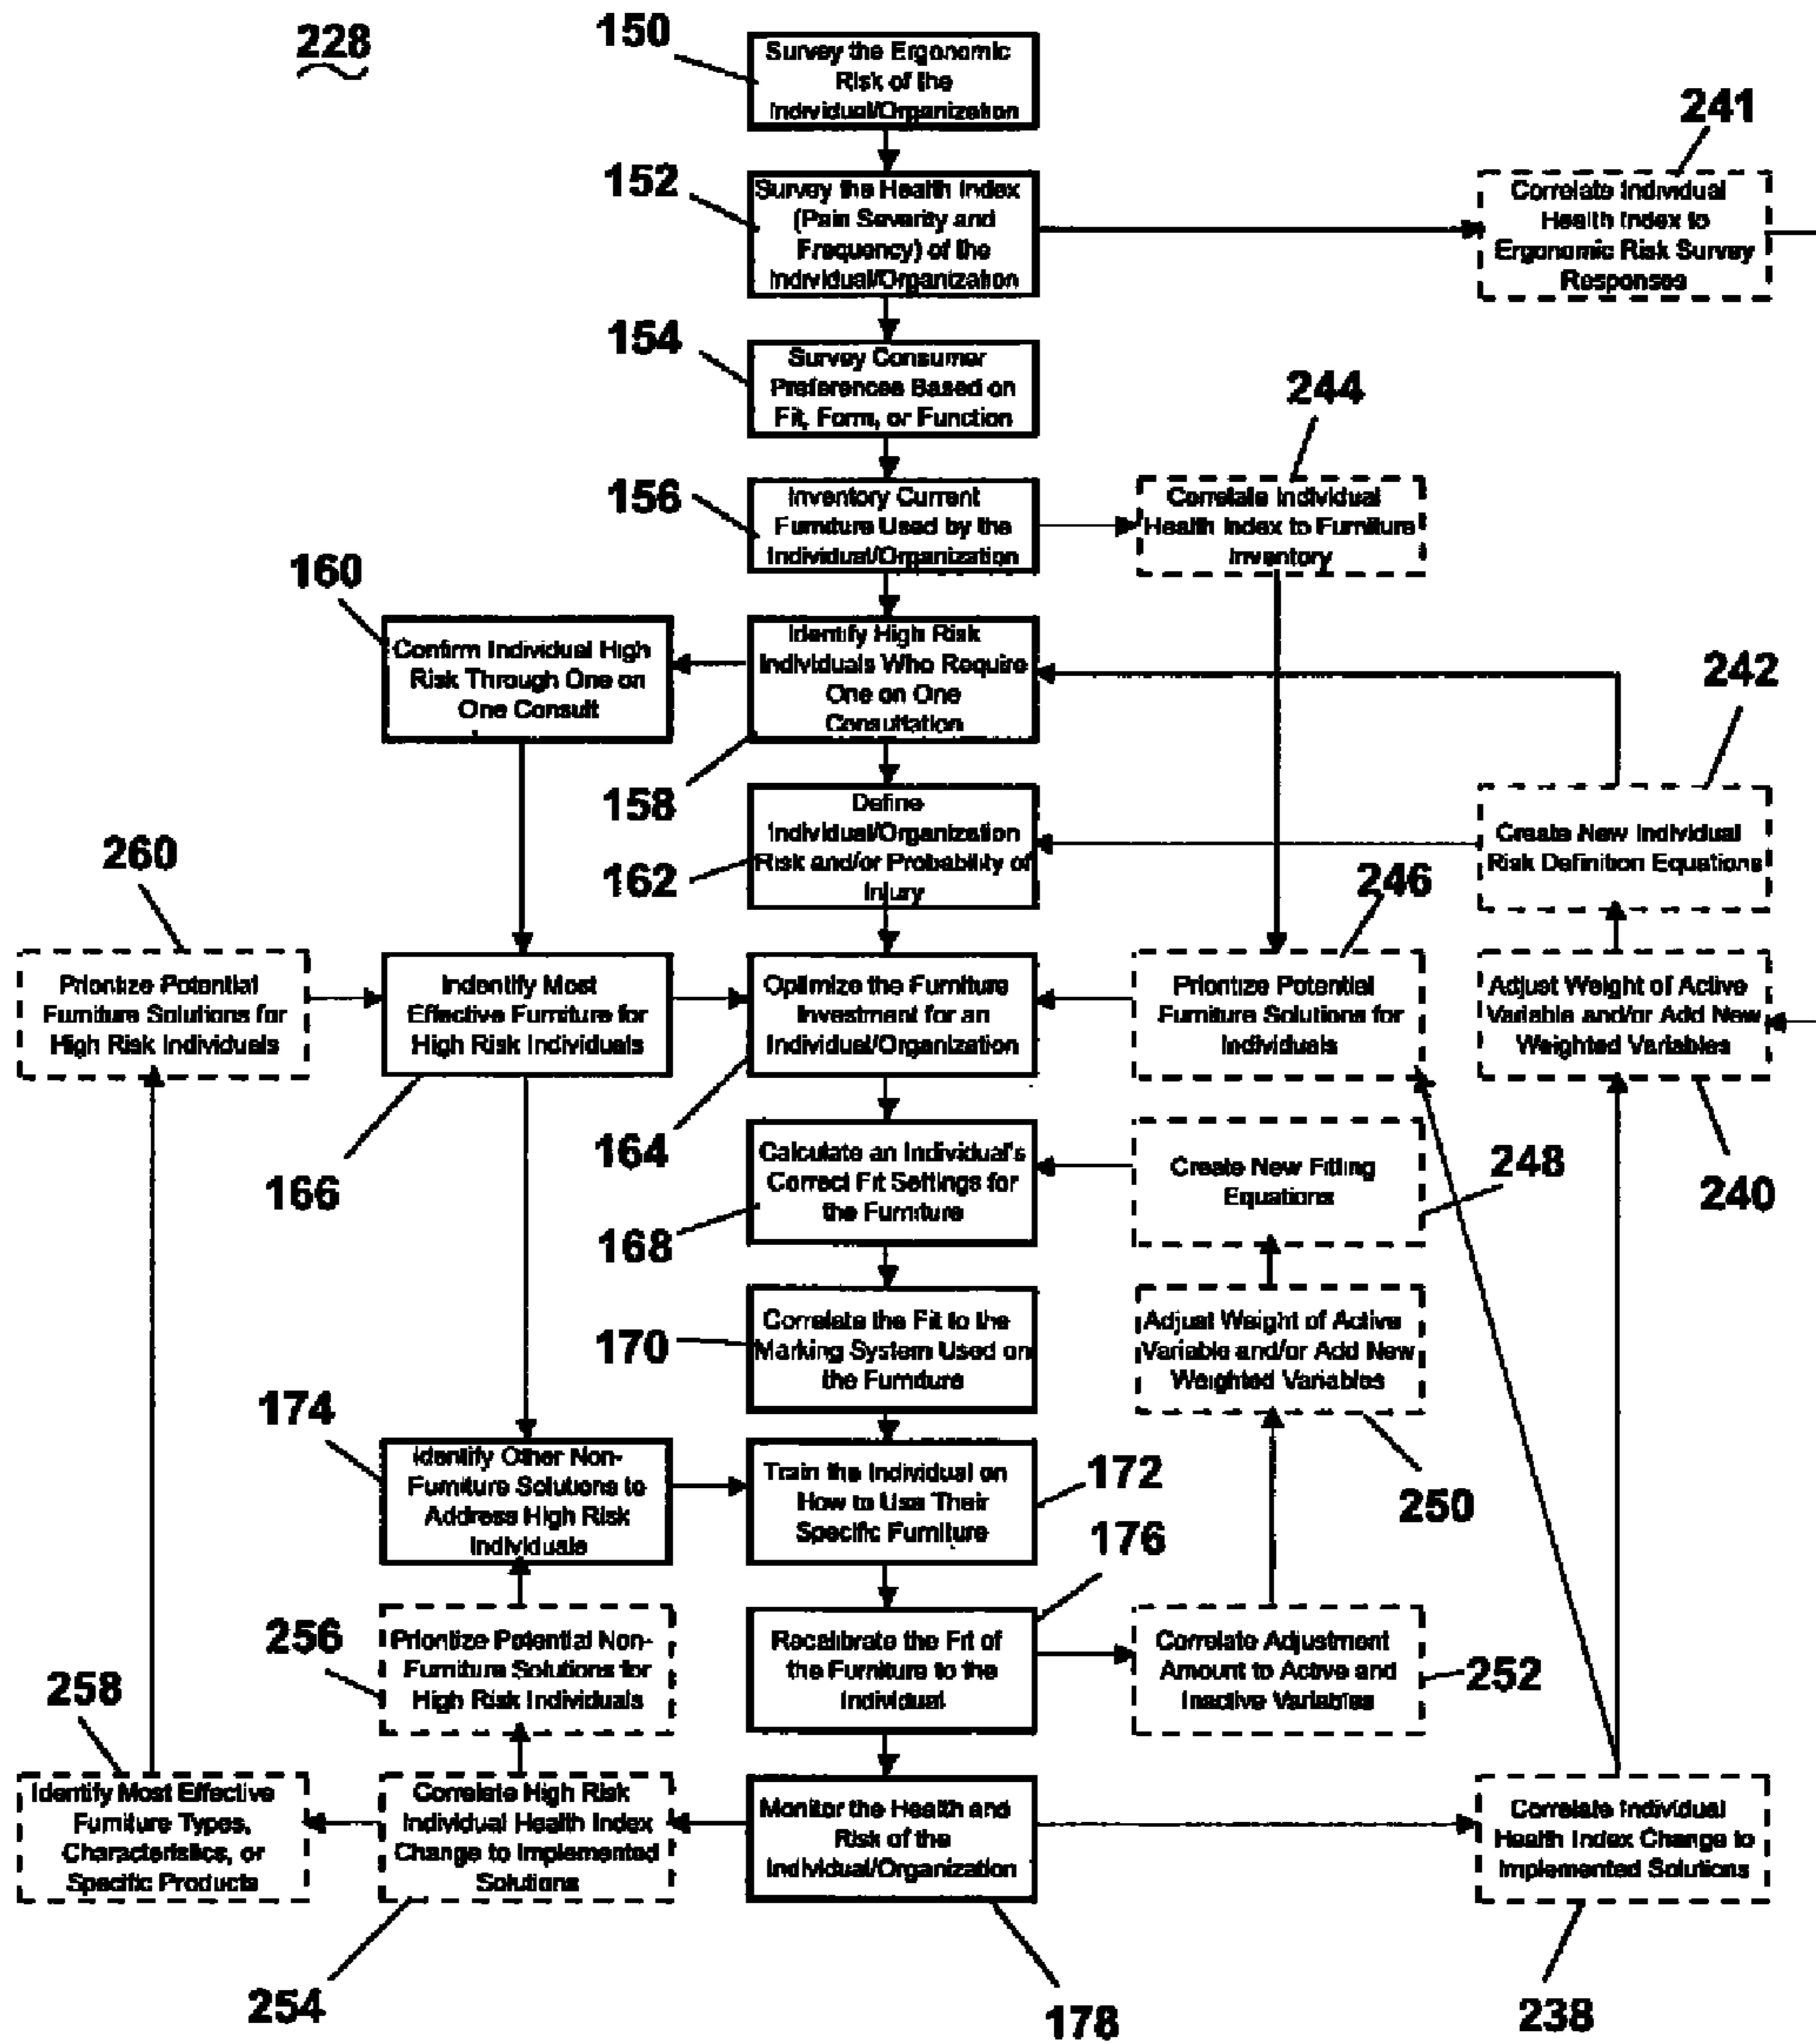 228
150
Survey the Ergonomic
Risk of the
Individual/Organization
241
152
Survey the Health Index
(Pain Severity and
Frequency) of the
Individual/Organization
Correlate Individual
Health Index to
Ergonomic Risk Survey
Responses
154
Survey Consumer
Preferences Based on
Fit, Form, or Function
244
156
Inventory Current
Furniture Used by the
Individual/Organization
Correlate Individual
Health Index to Furniture
Inventory
160
Confirm Individual High
Risk Through One on
One Consult
Identify High Risk
Individuals Who Require
One on One
Consultation
158
242
Define
Individual/Organization
Risk and/or Probability of
Injury
162
Create New Individual
Risk Definition Equations
260
246
Prioritize Potential
Furniture Solutions for
High Risk Individuals
Indentify Most
Effective Furniture for
High Risk Individuals
Optimize the Furniture
Investment for an
Individual/Organization
Prioritize Potential
Furniture Solutions for
Individuals
Adjust Weight of Active
Variable and/or Add New
Weighted Variables
166
164
240
Calculate an Individual's
Correct Fit Settings for
the Furniture
168
Create New Fitting
Equations
248
170
Correlate the Fit to the
Marking System Used on
the Furniture
Adjust Weight of Active
Variable and/or Add New
Weighted Variables
250
174
Identify Other Non-
Furniture Solutions to
Address High Risk
Individuals
Train the Individual on
How to Use Their
Specific Furniture
172
176
256
Prioritize Potential Non-
Furniture Solutions for
High Risk Individuals
Recalibrate the Fit of
the Furniture to the
Individual
Correlate Adjustment
Amount to Active and
Inactive Variables
252
258
Identify Most Effective
Furniture Types,
Characteristics, or
Specific Products
Correlate High Risk
Individual Health Index
Change to Implemented
Solutions
Monitor the Health and
Risk of the
Individual/Organization
Correlate Individual
Health Index Change to
Implemented Solutions
254
178
238